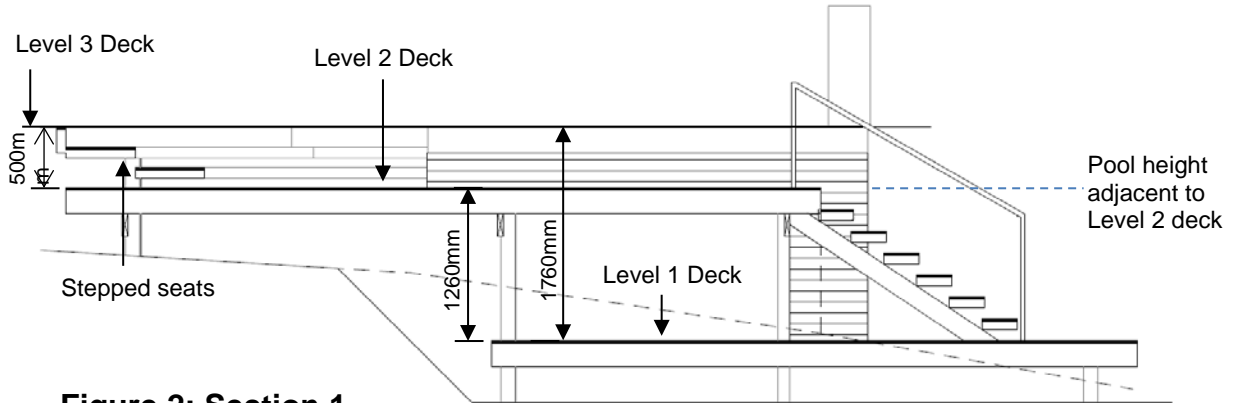 Level 3 Deck
Level 2 Deck
500m
m
Pool height
adjacent to
Level 2 deck
Stepped seats
1260mm
1760mm
Level 1 Deck
Figure 2: Section 1